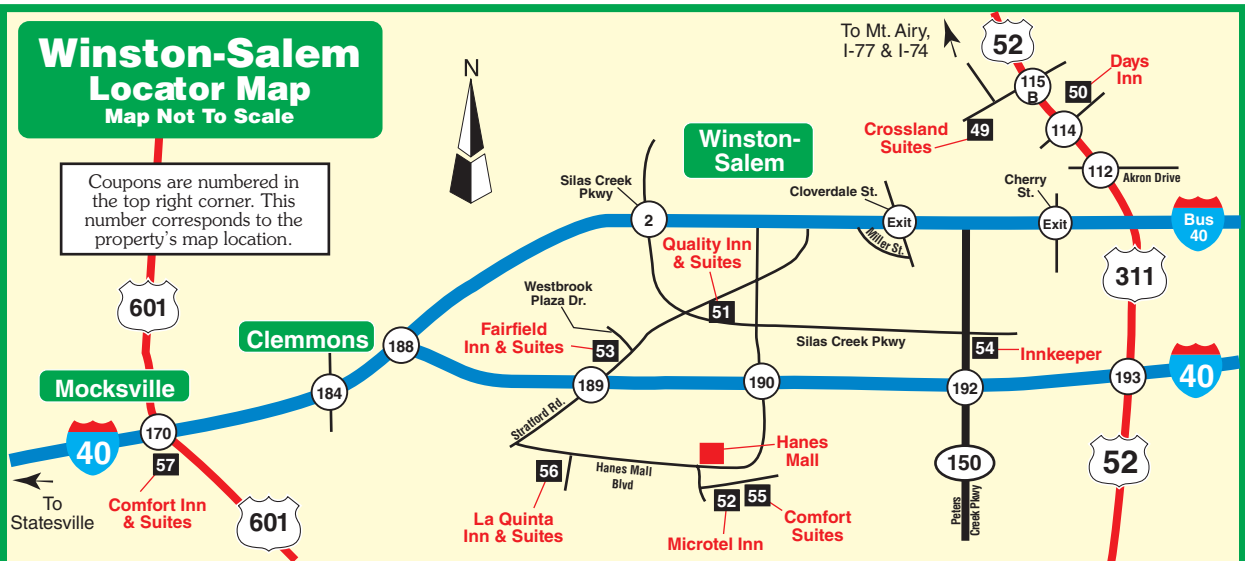 Winston-Salem
Locator Map
Map Not To Scale
Coupons are numbered in
the top right corner. This
number corresponds to the
property's map location.
N
To Mt. Airy,
I-77 & I-74
52
115
B
50
Days
Inn
Crossland
Suites
49
114
112
Akron Drive
Winston-
Salem
Silas Creek
Pkwy
2
Cloverdale St.
Exit
Miller St.
Cherry
St.
Exit
Bus
40
311
Quality Inn
& Suites
51
Westbrook
Plaza Dr.
Fairfield
Inn & Suites
53
Silas Creek Pkwy
54
Innkeeper
601
Clemmons
188
184
189
190
192
193
40
Mocksville
170
40
57
Comfort Inn
& Suites
To
Statesville
601
Stratford Rd.
Hanes Mall
Blvd
Hanes
Mall
56
La Quinta
Inn & Suites
52
55
Microtel Inn
Comfort
Suites
150
Peters
Creek Pkwy
52